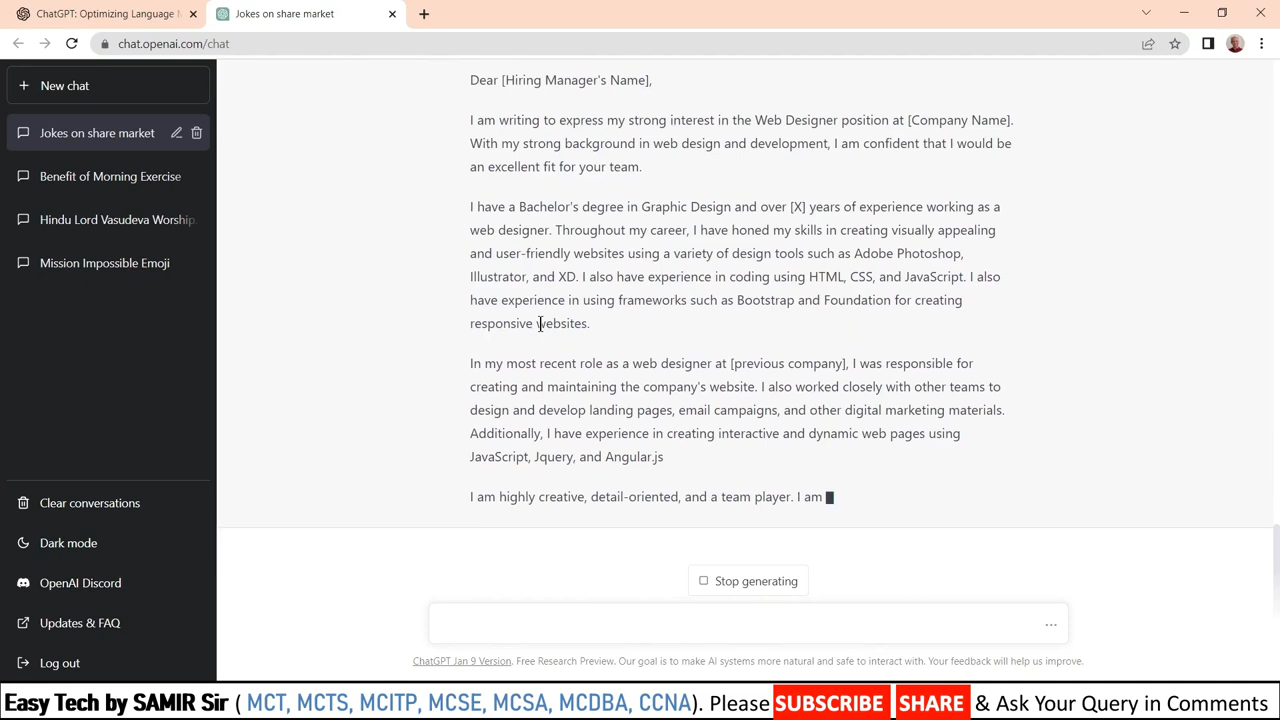 ChatGPT: Optimizing Language M
Jokes on share market
chat.openai.com/chat
New chat
Jokes on share market
Benefit of Morning Exercise
Hindu Lord Vasudeva Worship.
Mission Impossible Emoji
Clear conversations
Dark mode
OpenAI Discord
Updates & FAQ
Log out
Dear [Hiring Manager's Name],
I am writing to express my strong interest in the Web Designer position at [Company Name].
With my strong background in web design and development, I am confident that I would be
an excellent fit for your team.
I have a Bachelor's degree in Graphic Design and over [X] years of experience working as a
web designer. Throughout my career, I have honed my skills in creating visually appealing
and user-friendly websites using a variety of design tools such as Adobe Photoshop,
Illustrator, and XD. I also have experience in coding using HTML, CSS, and JavaScript. I also
have experience in using frameworks such as Bootstrap and Foundation for creating
responsive websites.
In my most recent role as a web designer at [previous company], I was responsible for
creating and maintaining the company's website. I also worked closely with other teams to
design and develop landing pages, email campaigns, and other digital marketing materials.
Additionally, I have experience in creating interactive and dynamic web pages using
JavaScript, Jquery, and Angular.js
I am highly creative, detail-oriented, and a team player. I am
Stop generating
ChatGPT Jan 9 Version. Free Research Preview. Our goal is to make AI systems more natural and safe to interact with. Your feedback will help us improve.
Easy Tech by SAMIR Sir ( MCT, MCTS, MCITP, MCSE, MCSA, MCDBA, CCNA). Please SUBSCRIBE SHARE & Ask Your Query in Comments